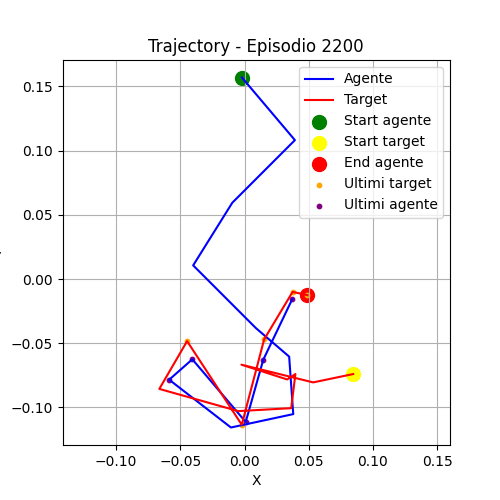 Trajectory - Episodio 2200
Agente
Target
Start agente
Start target
End agente
Ultimi target
Ultimi agente
0.15
0.10
0.05
0.00
−0.05
−0.10
−0.10
−0.05
0.00
0.05
0.10
0.15
X